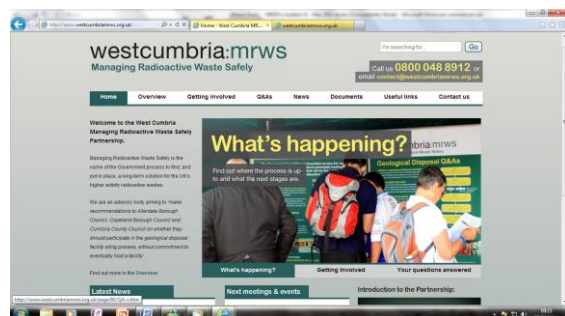 http://www.westcumbriamrws.org.uk/
Home - West Cumbria MR...
westcumbriamrws.org.uk
westcumbria:mrws
Managing Radioactive Waste Safely
I'm searching for...
Go
Call us 0800 048 8912 or
email contact@westcumbriamrws.org.uk
Home Overview Getting involved Q&As News Documents Useful links Contact us
Welcome to the West Cumbria
Managing Radioactive Waste Safely
Partnership.
Managing Radioactive Waste Safely is the
name of the Government process to find, and
put in place, a long-term solution for the UK's
higher activity radioactive wastes.
We are an advisory body aiming to 'make
recommendations to Allerdale Borough
Council, Copeland Borough Council and
Cumbria County Council on whether they
should participate in the geological disposal
facility siting process, without commitment to
eventually host a facility'.
Find out more in the Overview.
What's happening?
Find out where the process is up
to and what the next stages are.
bria:mrws
Geological Disposal Q&As
What's happening? Getting Involved Your questions answered
Latest News
Next meetings & events
Introduction to the Partnership:
09:21